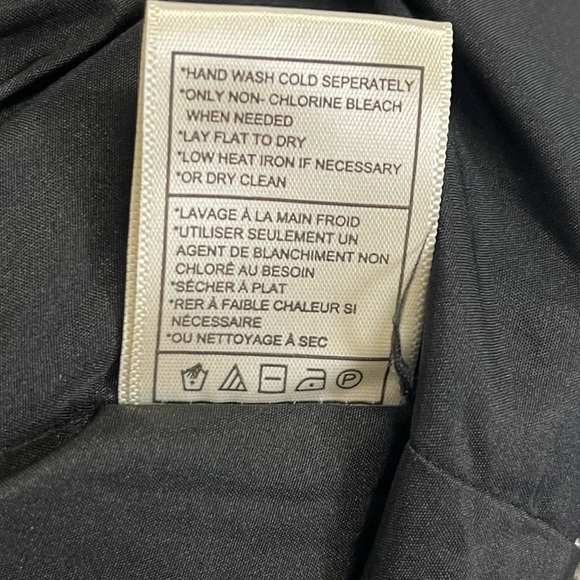 *HAND WASH COLD SEPERATELY
*ONLY NON- CHLORINE BLEACH
WHEN NEEDED
*LAY FLAT TO DRY
*LOW HEAT IRON IF NECESSARY
*OR DRY CLEAN
*LAVAGE À LA MAIN FROID
*UTILISER SEULEMENT UN
AGENT DE BLANCHIMENT NON
CHLORÉ AU BESOIN
*SÉCHER À PLAT
*RER À FAIBLE CHALEUR SI
NÉCESSAIRE
*OU NETTOYAGE À SEC
P